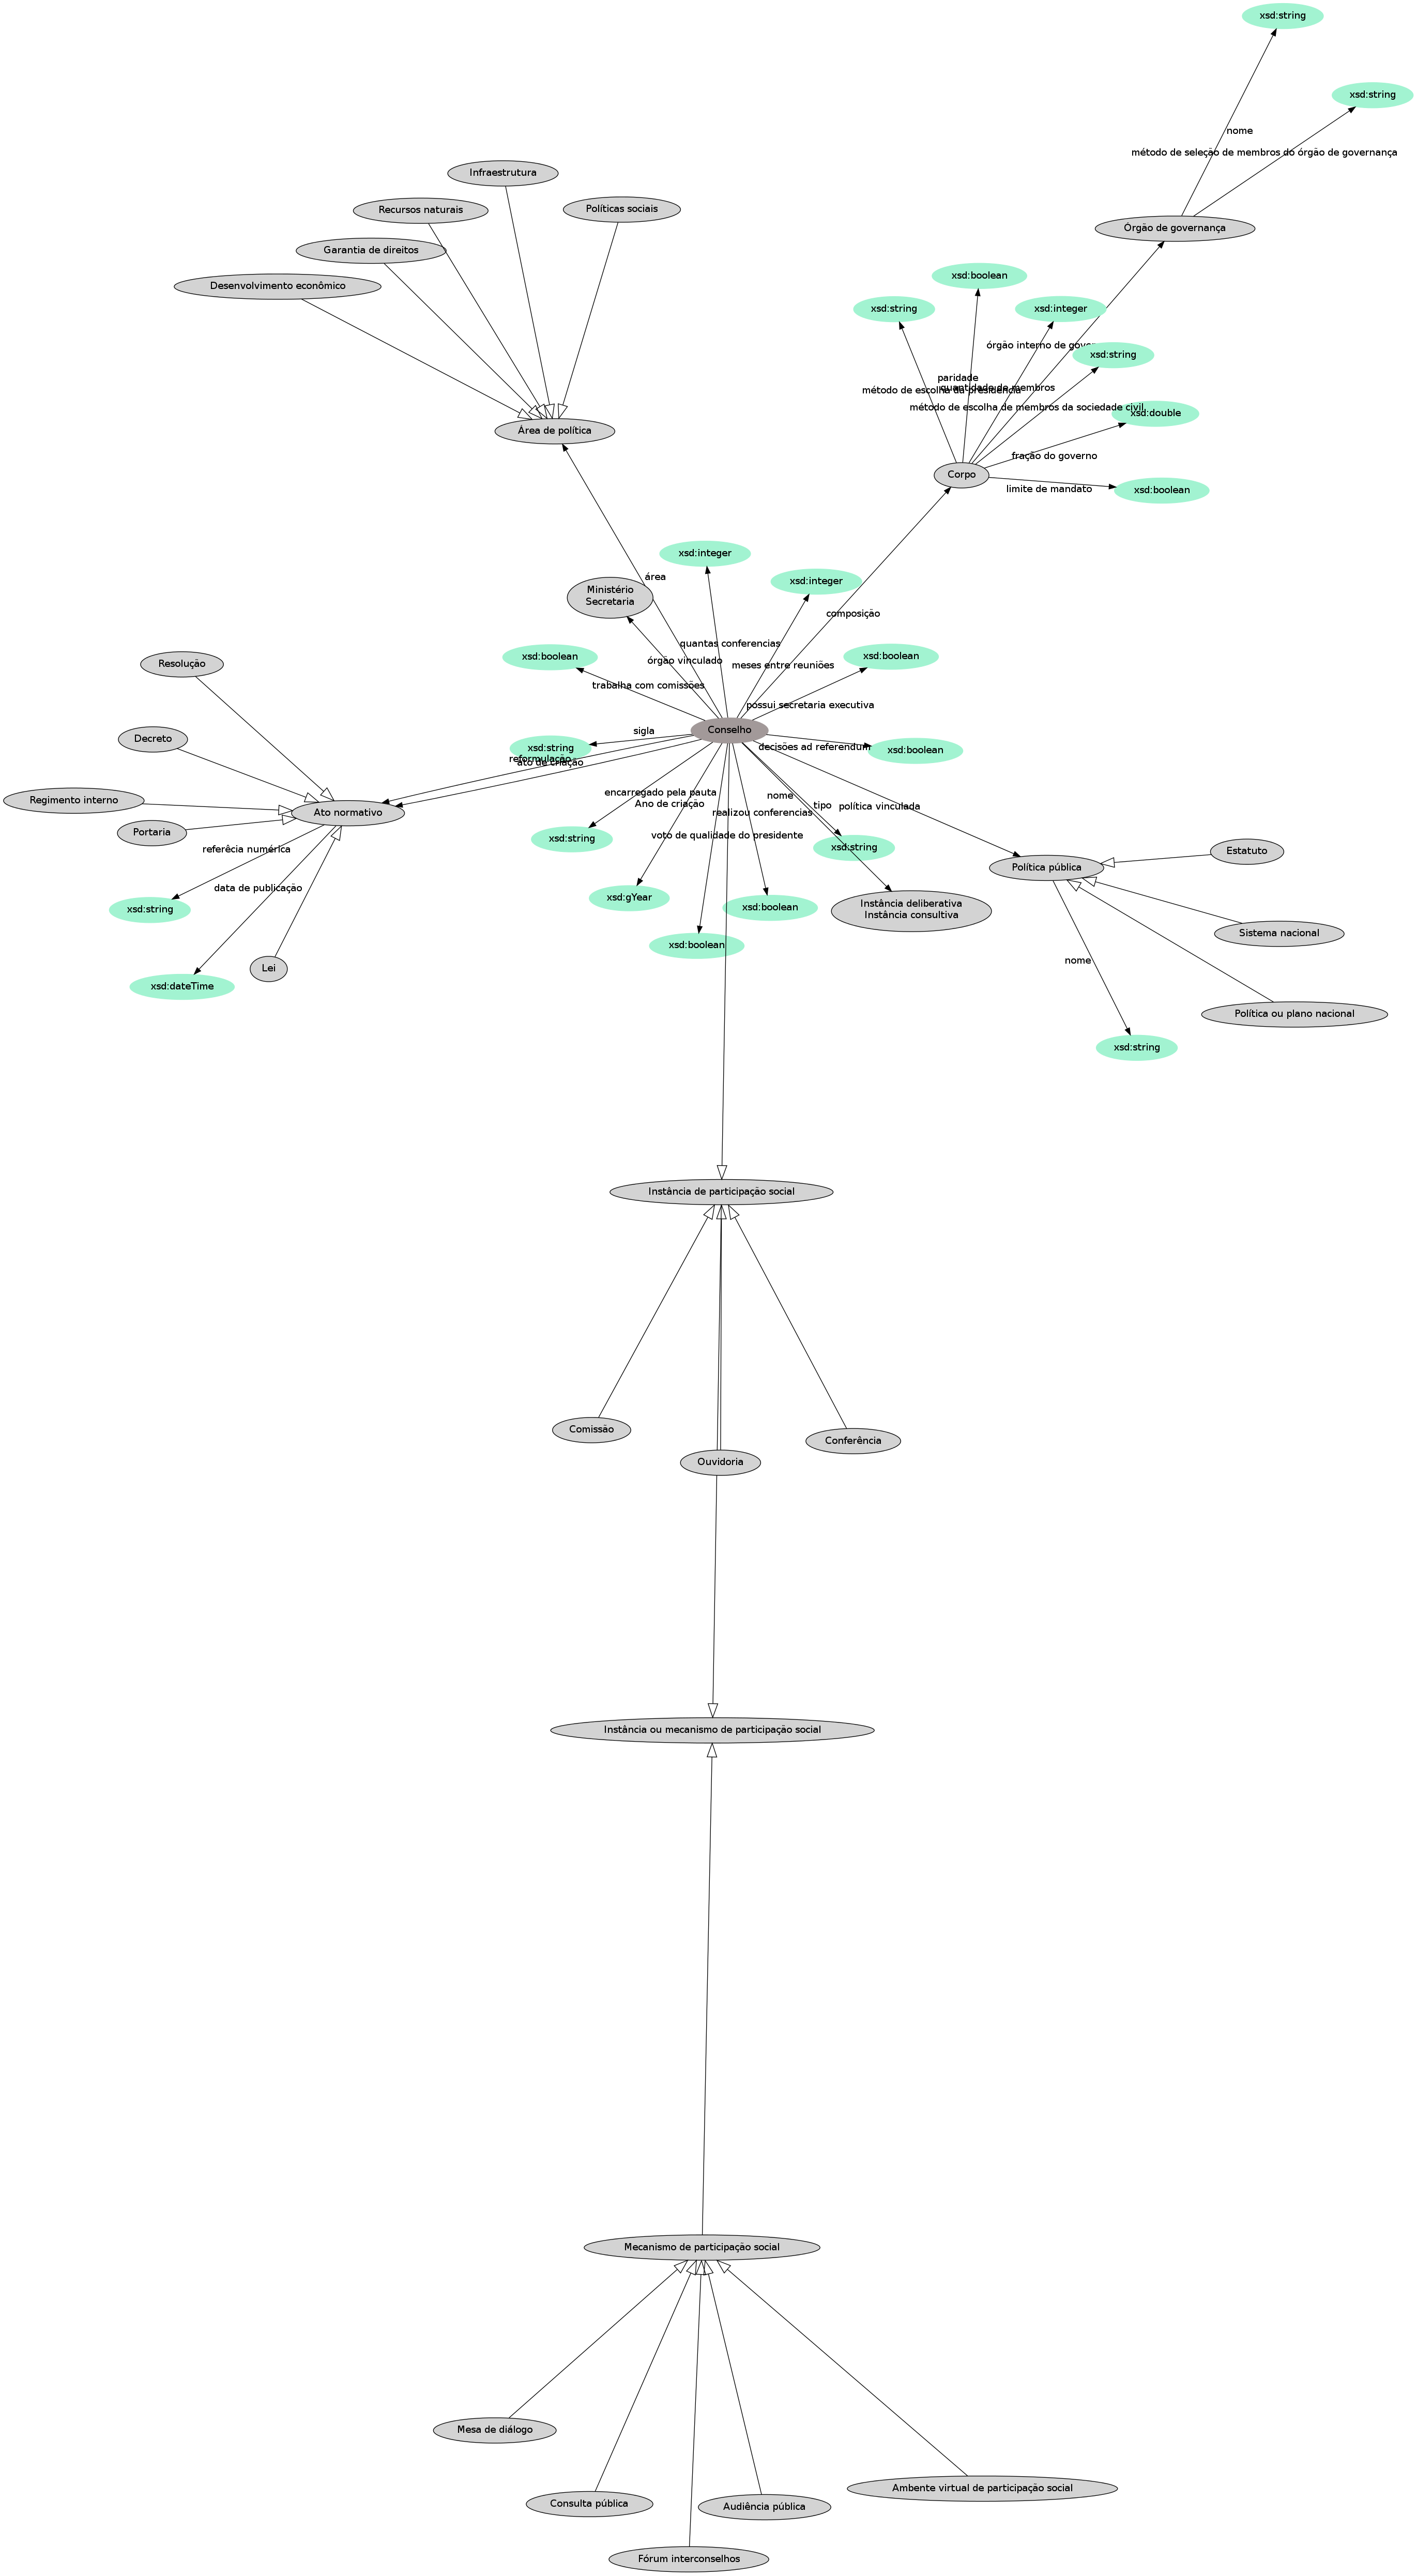 xsd:string
xsd:string
nome
método de seleção de membros do órgão de governança
Infraestrutura
Recursos naturais
Políticas sociais
Órgão de governança
Garantia de direitos
xsd:boolean
Desenvolvimento econômico
xsd:string
xsd:integer
órgão interno de
xsd:string
paridade
método de escolha da presidência
quantidade de membros
método de escolha de membros da sociedade civil
xsd:double
Área de política
fração do governo
Corpo
limite de mandato
xsd:boolean
xsd:integer
área
xsd:integer
Ministério
Secretaria
composição
quantas conferencias
xsd:boolean
órgão vinculado
meses entre reuniões
xsd:boolean
Resolução
trabalha com comissões
possui secretaria executiva
Decreto
sigla
Conselho
xsd:string
decisões ad referendum
xsd:boolean
reformulação
ato de criação
Regimento interno
encarregado pela pauta
nome
Ano de criação
tipo
política vinculada
Ato normativo
realizou conferencias
Portaria
voto de qualidade do presidente
xsd:string
xsd:string
referêcia numérica
Estatuto
Política pública
data de publicação
xsd:string
xsd:gYear
xsd:boolean
Instância deliberativa
Instância consultiva
Sistema nacional
xsd:boolean
Lei
nome
xsd:dateTime
Política ou plano nacional
xsd:string
Instância de participação social
Comissão
Conferência
Ouvidoria
Instância ou mecanismo de participação social
Mecanismo de participação social
Mesa de diálogo
Ambente virtual de participação social
Consulta pública
Audiência pública
Fórum interconselhos